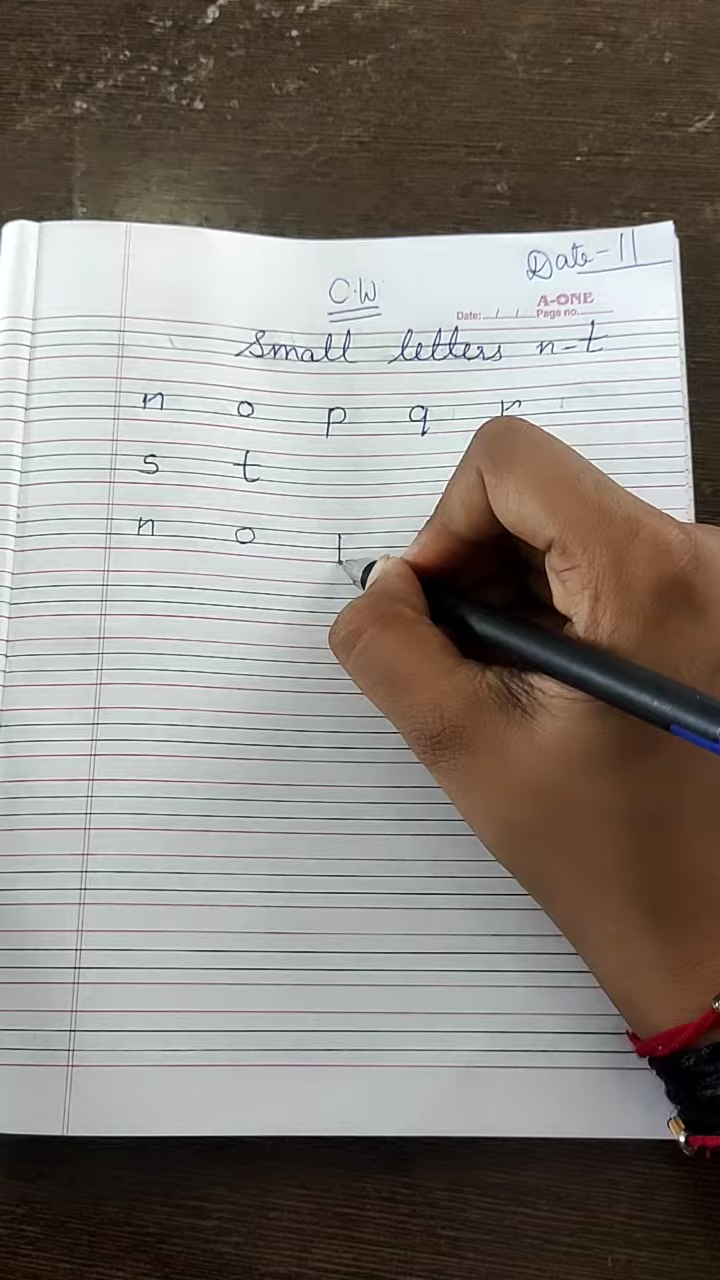 Date-11
C.W
A-ONE
Date: / / Page no.
Small letters n-t
n o p q r
s t
n o